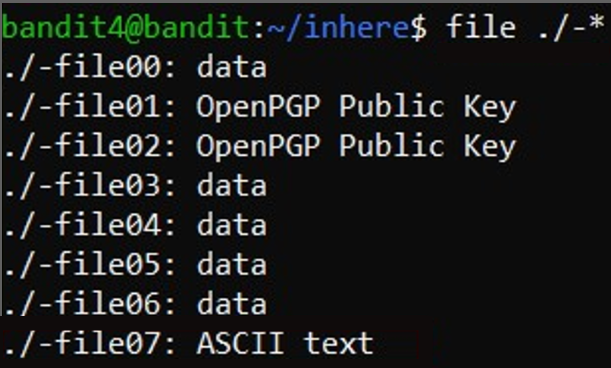 bandit4@bandit:~/inhere$ file ./-*
./-file00: data
./-file01: OpenPGP Public Key
./-file02: OpenPGP Public Key
./-file03: data
./-file04: data
./-file05: data
./-file06: data
./-file07: ASCII text